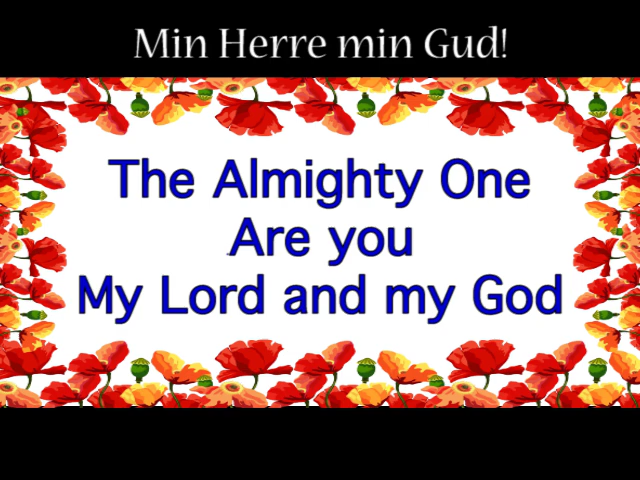 Min Herre min Gud!
The Almighty One
Are you
My Lord and my God